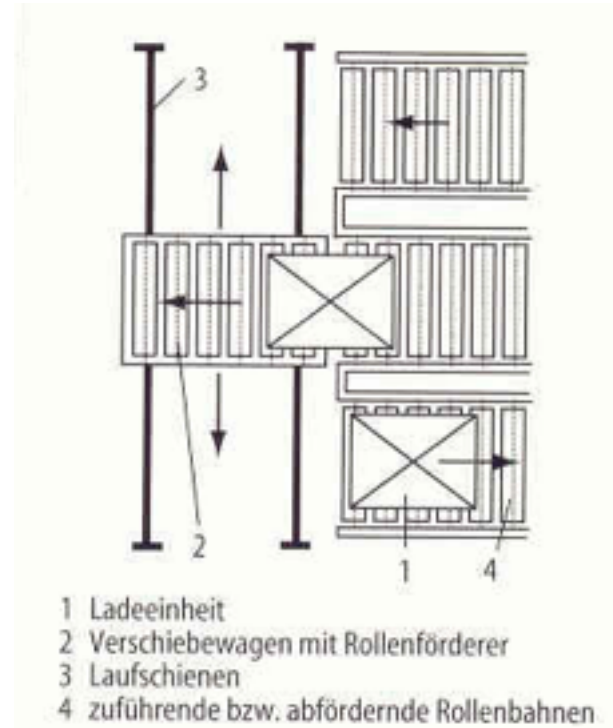 3
2
1
4
1 Ladeeinheit
2 Verschiebewagen mit Rollenförderer
3 Laufschienen
4 zuführende bzw. abfördernde Rollenbahnen